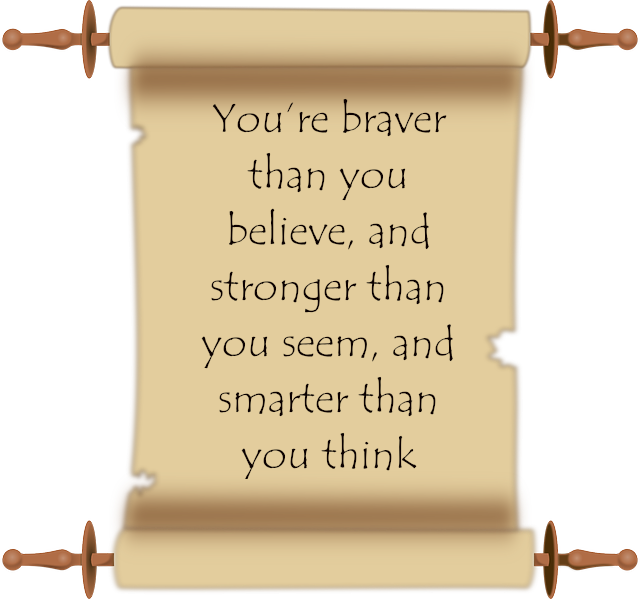 You're braver
than you
believe, and
stronger than
you seem, and
smarter than
you think